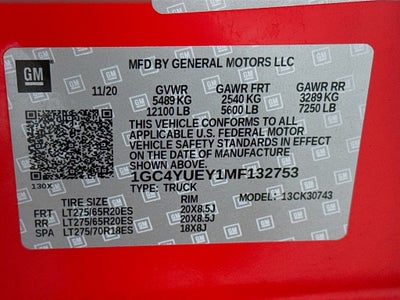 GM
MFD BY GENERAL MOTORS LLC
11/20 GVWR GAWR FRT GAWR RR
5489 KG 2540 KG 3289 KG
12100 LB 5600 LB 7250 LB
THIS VEHICLE CONFORMS TO ALL
APPLICABLE U.S. FEDERAL MOTOR
VEHICLE SAFETY STANDARDS IN EFFECT ON
THE DATE OF MANUFACTURE
SHOWN ABOVE.
1GC4YUEY1MF132753
130X TYPE: TRUCK
MODEL: 13CK30743
TIRE SIZE RIM
FRT LT275/65R20ES 20X8.5J
RR LT275/65R20ES 20X8.5J
SPA LT275/70R18ES 18X8J